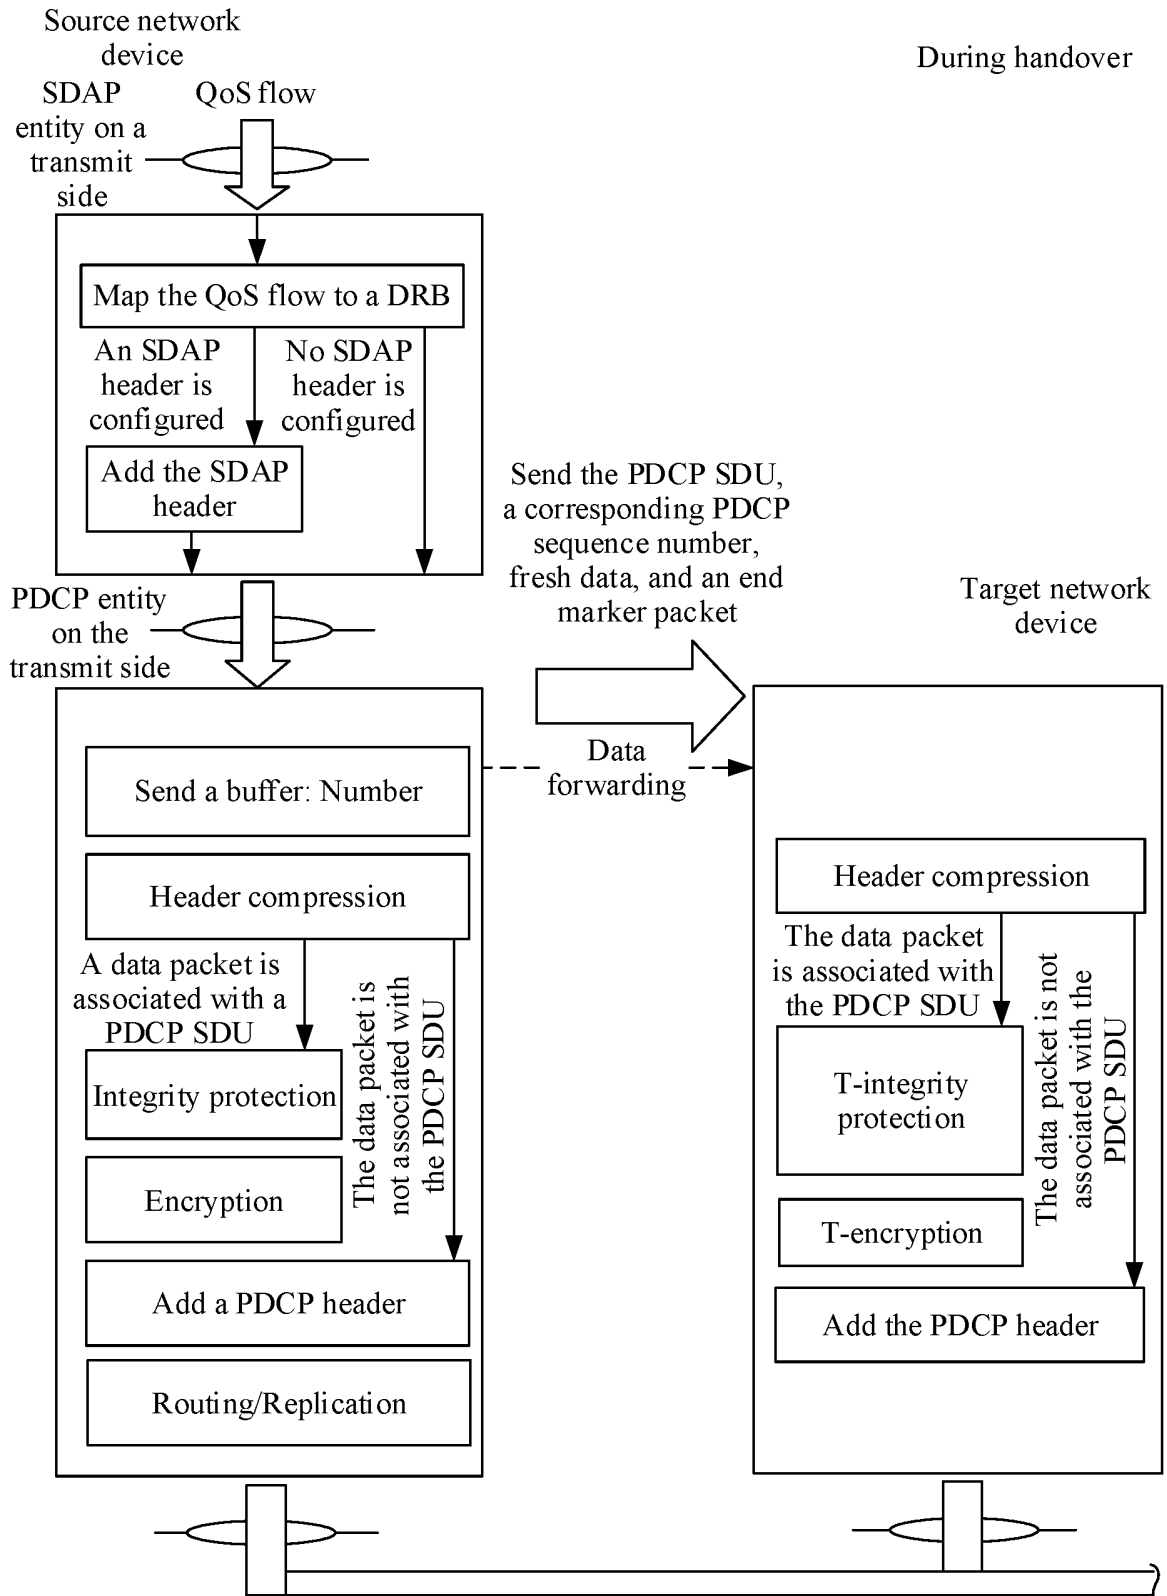 Source network
device
During handover
SDAP
entity on a
transmit
side
QoS flow
Map the QoS flow to a DRB
An SDAP
header is
configured
No SDAP
header is
configured
Add the SDAP
header
Send the PDCP SDU,
a corresponding PDCP
sequence number,
fresh data, and an end
marker packet
PDCP entity
on the
transmit side
Target network
device
Data
forwarding
Send a buffer: Number
Header compression
A data packet is
associated with a
PDCP SDU
The data packet is
not associated with
the PDCP SDU
Integrity protection
Encryption
Add a PDCP header
Routing/Replication
Header compression
The data packet
is associated with
the PDCP SDU
The data packet is not
associated with the
PDCP SDU
T-integrity
protection
T-encryption
Add the PDCP header